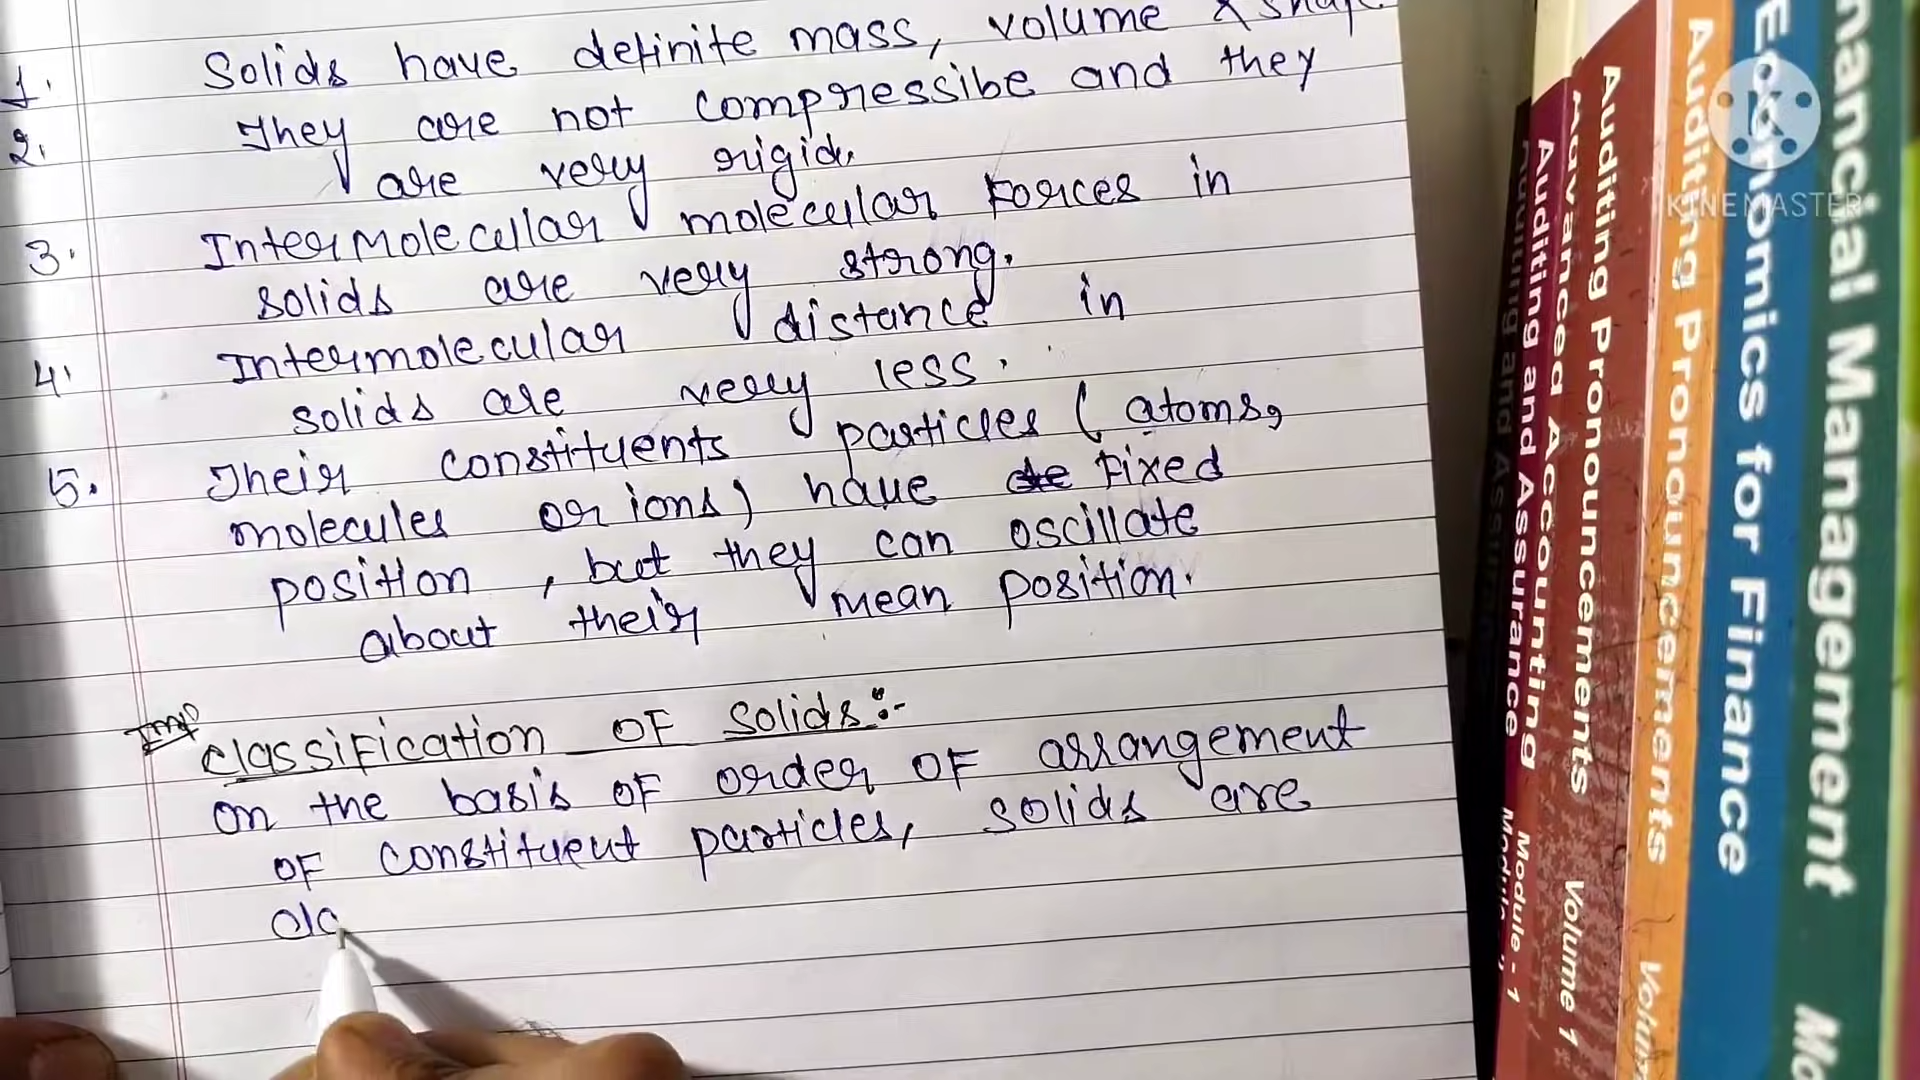 1. Solids have definite mass, volume & shape
2. They are not compressibe and they
are very rigid.
3. Intermolecular molecular Forces in
solids are very strong.
4. Intermolecular distance in
solids are very less.
5. Their constituents particles ( atoms,
molecules or ions) have de Fixed
position , but they can oscillate
about their mean position.
Imp Classification OF Solids:-
on the basis OF order OF arrangement
OF constituent particles, solids are
cla
Auditing and Assurance
Auditing and Assurance Module - 1
Advanced Accounting
Auditing Pronouncements Volume 1
Auditing Pronouncements
Economics for Finance
nancial Management
KINEMASTER